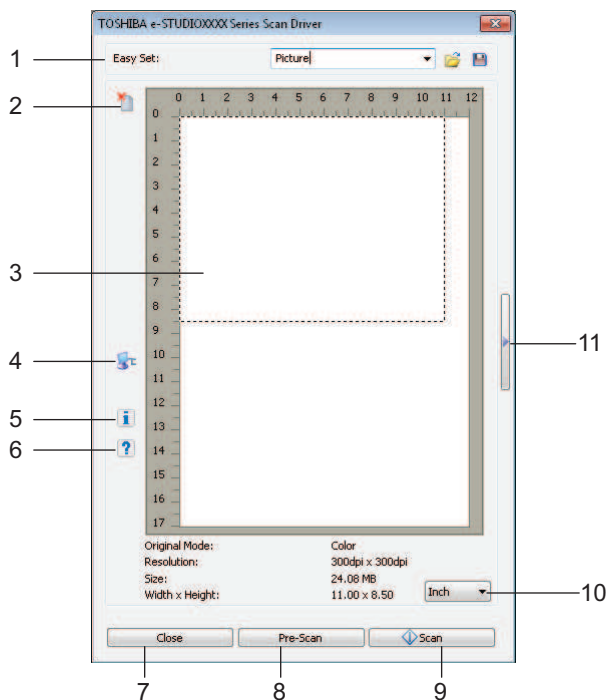 TOSHIBA e-STUDIOXXXX Series Scan Driver
1
Easy Set:
Picture
2
0 1 2 3 4 5 6 7 8 9 10 11 12
0
1
2
3
4
5
6
7
8
9
10
11
12
13
14
15
16
17
3
4
5
i
6
?
11
Original Mode: Color
Resolution: 300dpi x 300dpi
Size: 24.08 MB
Width x Height: 11.00 x 8.50
Inch
10
Close
Pre-Scan
Scan
7
8
9